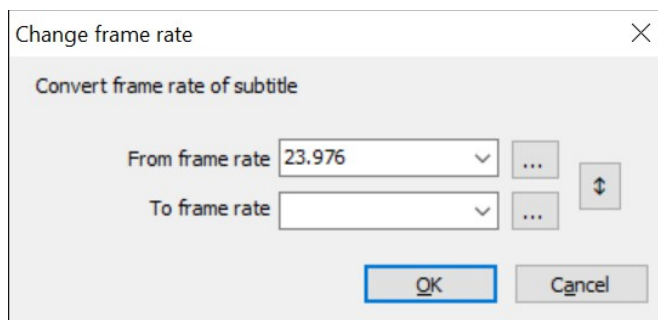 Change frame rate
Convert frame rate of subtitle
From frame rate 23.976 ...
To frame rate ...
OK Cancel